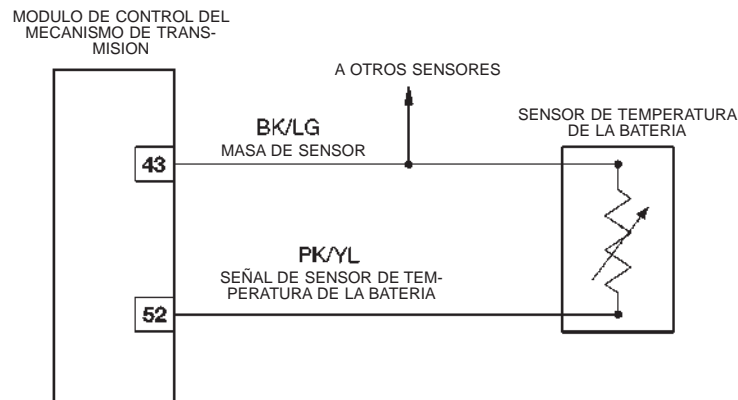 MODULO DE CONTROL DEL
MECANISMO DE TRANS-
MISION
A OTROS SENSORES
SENSOR DE TEMPERATURA
DE LA BATERIA
BK/LG
43
MASA DE SENSOR
PK/YL
SEÑAL DE SENSOR DE TEM-
PERATURA DE LA BATERIA
52